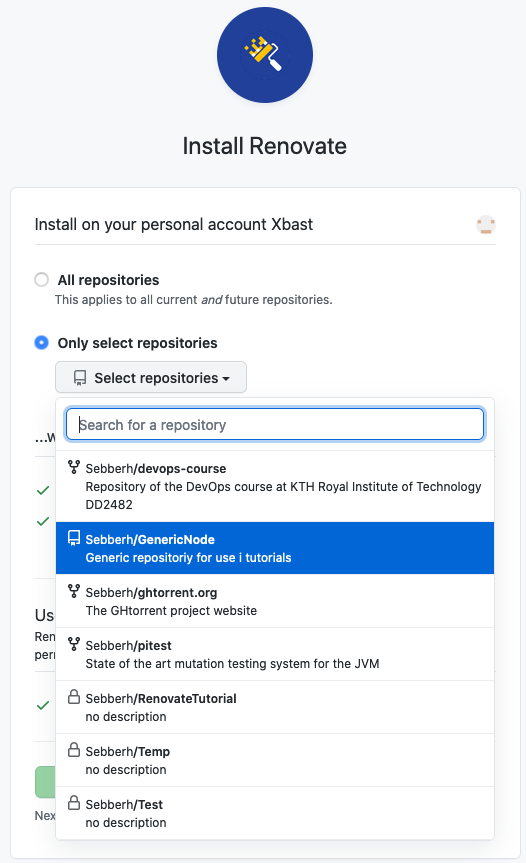 Install Renovate
Install on your personal account Xbast
All repositories
This applies to all current and future repositories.
Only select repositories
Select repositories
Search for a repository
Sebberh/devops-course
Repository of the DevOps course at KTH Royal Institute of Technology
DD2482
Sebberh/GenericNode
Generic repositoriy for use i tutorials
Sebberh/ghtorrent.org
The GHtorrent project website
Sebberh/pitest
State of the art mutation testing system for the JVM
Sebberh/RenovateTutorial
no description
Sebberh/Temp
no description
Sebberh/Test
no description